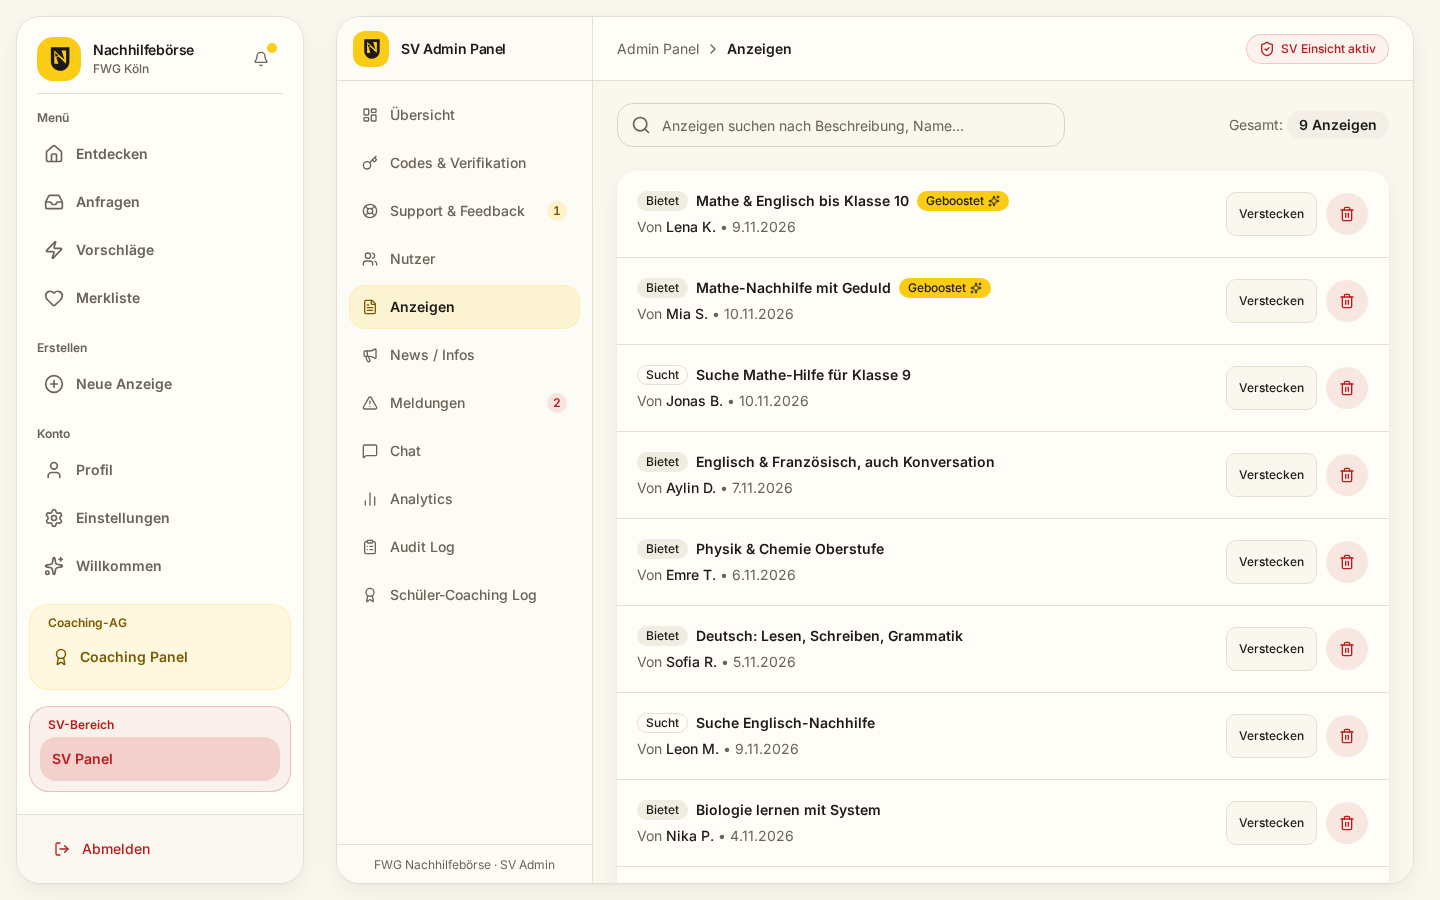 Nachhilfebörse
FWG Köln
Menü
Entdecken
Anfragen
Vorschläge
Merkliste
Erstellen
Neue Anzeige
Konto
Profil
Einstellungen
Willkommen
Coaching-AG
Coaching Panel
SV-Bereich
SV Panel
Abmelden
SV Admin Panel
Übersicht
Codes & Verifikation
Support & Feedback 1
Nutzer
Anzeigen
News / Infos
Meldungen 2
Chat
Analytics
Audit Log
Schüler-Coaching Log
FWG Nachhilfebörse · SV Admin
Admin Panel > Anzeigen
SV Einsicht aktiv
Anzeigen suchen nach Beschreibung, Name...
Gesamt: 9 Anzeigen
Bietet Mathe & Englisch bis Klasse 10 Geboostet
Von Lena K. • 9.11.2026
Verstecken
Bietet Mathe-Nachhilfe mit Geduld Geboostet
Von Mia S. • 10.11.2026
Verstecken
Sucht Suche Mathe-Hilfe für Klasse 9
Von Jonas B. • 10.11.2026
Verstecken
Bietet Englisch & Französisch, auch Konversation
Von Aylin D. • 7.11.2026
Verstecken
Bietet Physik & Chemie Oberstufe
Von Emre T. • 6.11.2026
Verstecken
Bietet Deutsch: Lesen, Schreiben, Grammatik
Von Sofia R. • 5.11.2026
Verstecken
Sucht Suche Englisch-Nachhilfe
Von Leon M. • 9.11.2026
Verstecken
Bietet Biologie lernen mit System
Von Nika P. • 4.11.2026
Verstecken